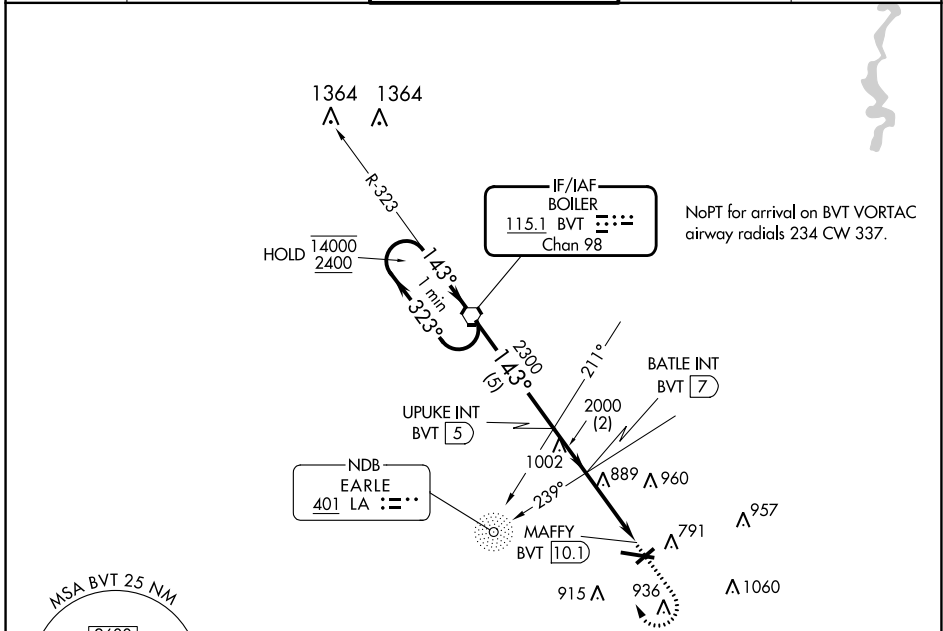 1364 1364
R-323
IF/IAF
BOILER
115.1 BVT
Chan 98
NoPT for arrival on BVT VORTAC
airway radials 234 CW 337.
HOLD 14000
2400
143°
1 min
323°
2300
143°
(5)
211°
BATLE INT
BVT 7
UPUKE INT
BVT 5
2000
(2)
1002
NDB
EARLE
401 LA
239°
889 960
MAFFY
BVT 10.1
791
957
915 936
1060
MSA BVT 25 NM